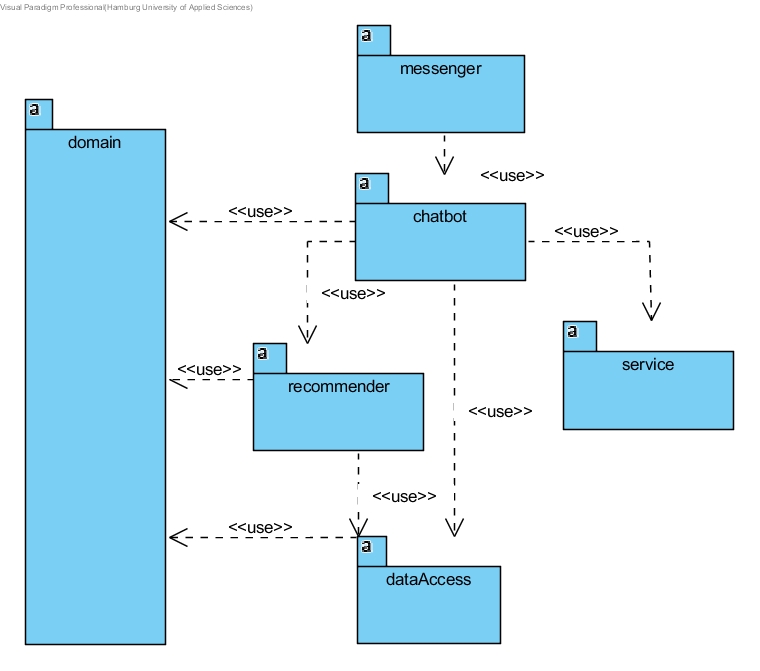 Visual Paradigm Professional(Hamburg University of Applied Sciences)
a
messenger
a
domain
<<use>>
a
chatbot
<<use>>
<<use>>
<<use>>
a
service
a
recommender
<<use>>
<<use>>
<<use>>
<<use>>
a
dataAccess